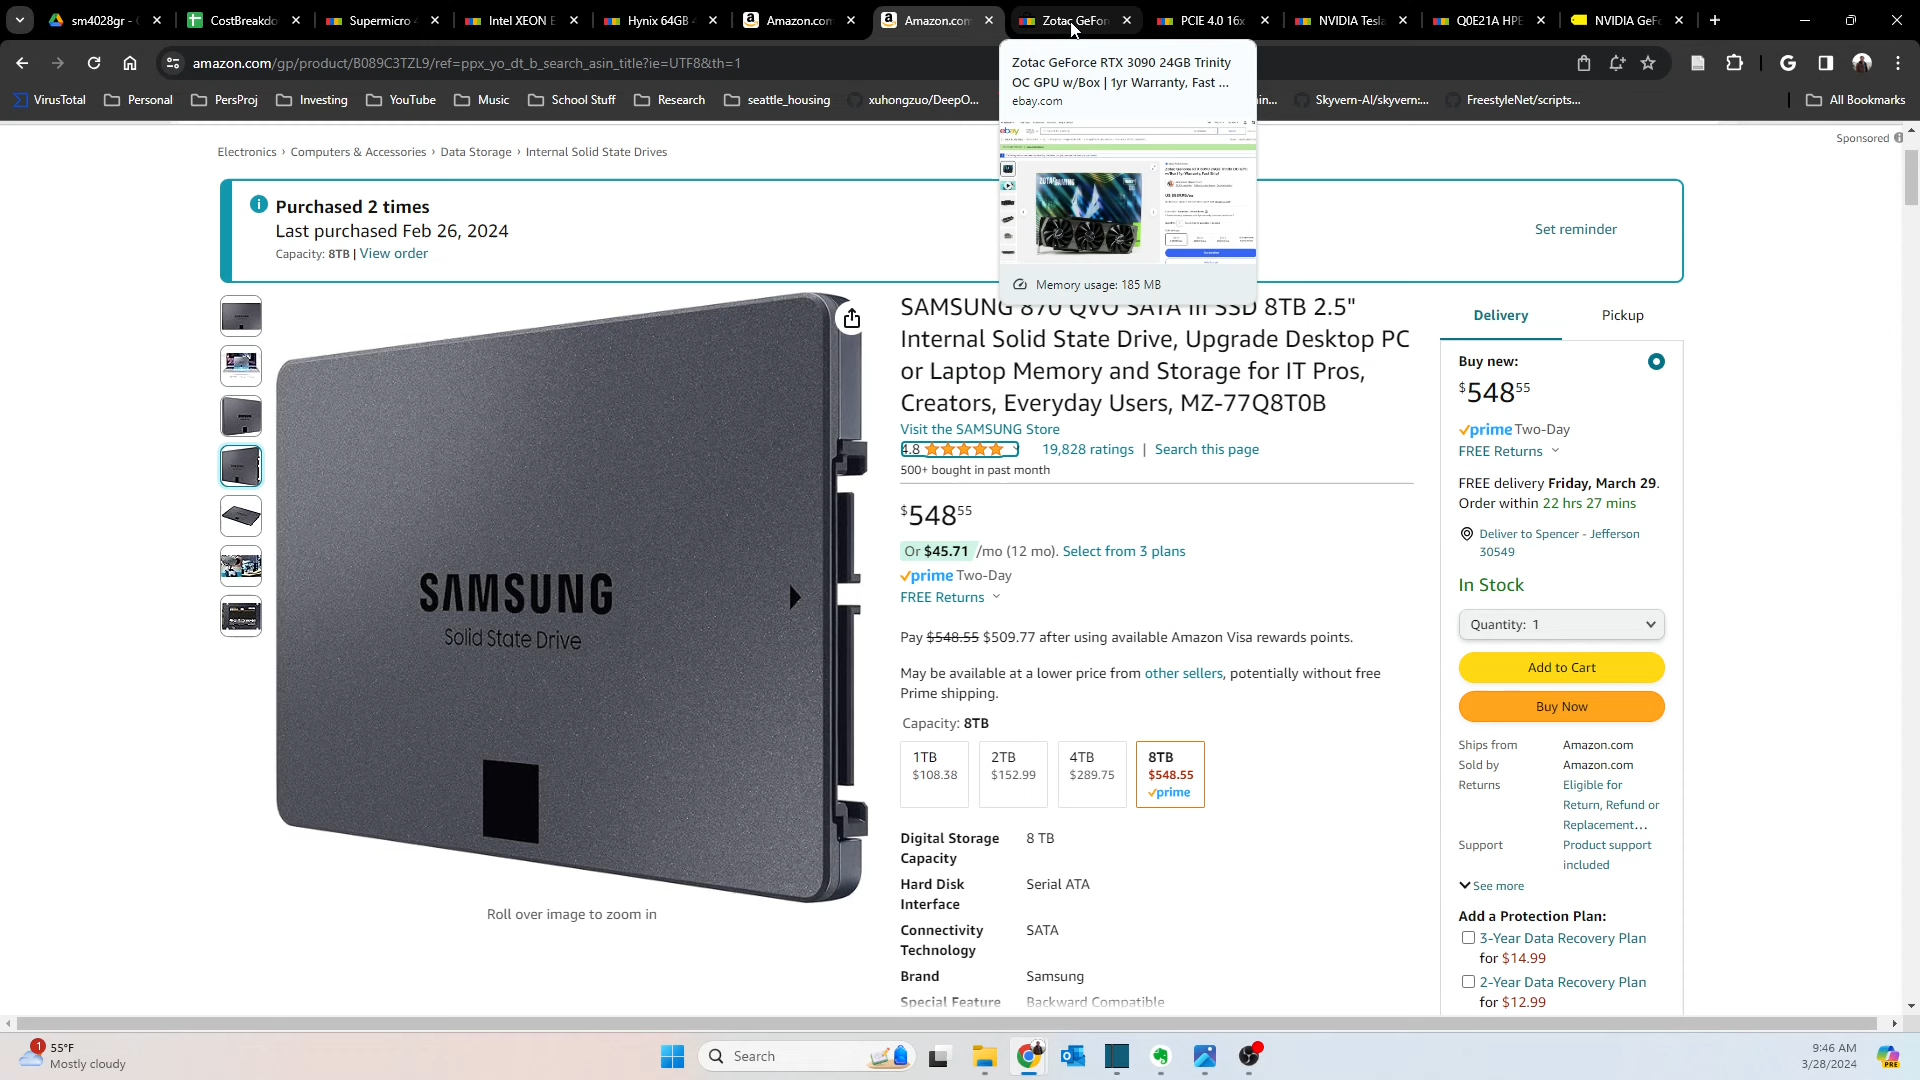 sm4028gr - (
CostBreakdo
Supermicro
Intel XEON E
Hynix 64GB
Amazon.com
Amazon.com
Zotac GeFor
PCIE 4.0 16x
NVIDIA Tesla
Q0E21A HPE
NVIDIA GeFo
amazon.com/gp/product/B089C3TZL9/ref=ppx_yo_dt_b_search_asin_title?ie=UTF8&th=1
VirusTotal
Personal
PersProj
Investing
YouTube
Music
School Stuff
Research
seattle_housing
xuhongzuo/DeepO...
in...
Skyvern-AI/skyvern:...
FreestyleNet/scripts...
All Bookmarks
Zotac GeForce RTX 3090 24GB Trinity
OC GPU w/Box | 1yr Warranty, Fast ...
ebay.com
ebay
Memory usage: 185 MB
Sponsored
Electronics › Computers & Accessories › Data Storage › Internal Solid State Drives
Purchased 2 times
Last purchased Feb 26, 2024
Capacity: 8TB | View order
Set reminder
SAMSUNG
Solid State Drive
Roll over image to zoom in
SAMSUNG 870 QVO SATA III SSD 8TB 2.5"
Internal Solid State Drive, Upgrade Desktop PC
or Laptop Memory and Storage for IT Pros,
Creators, Everyday Users, MZ-77Q8T0B
Visit the SAMSUNG Store
4.8
19,828 ratings | Search this page
500+ bought in past month
$548 55
Or $45.71 /mo (12 mo). Select from 3 plans
prime Two-Day
FREE Returns
Pay $548.55 $509.77 after using available Amazon Visa rewards points.
May be available at a lower price from other sellers, potentially without free
Prime shipping.
Capacity: 8TB
1TB
$108.38
2TB
$152.99
4TB
$289.75
8TB
$548.55
prime
Digital Storage Capacity
8 TB
Hard Disk Interface
Serial ATA
Connectivity Technology
SATA
Brand
Samsung
Special Feature
Backward Compatible
Delivery
Pickup
Buy new:
$548 55
prime Two-Day
FREE Returns
FREE delivery Friday, March 29.
Order within 22 hrs 27 mins
Deliver to Spencer - Jefferson
30549
In Stock
Quantity: 1
Add to Cart
Buy Now
Ships from
Amazon.com
Sold by
Amazon.com
Returns
Eligible for
Return, Refund or
Replacement...
Support
Product support
included
See more
Add a Protection Plan:
3-Year Data Recovery Plan
for $14.99
2-Year Data Recovery Plan
for $12.99
1
55°F
Mostly cloudy
Search
9:46 AM
3/28/2024
PRE